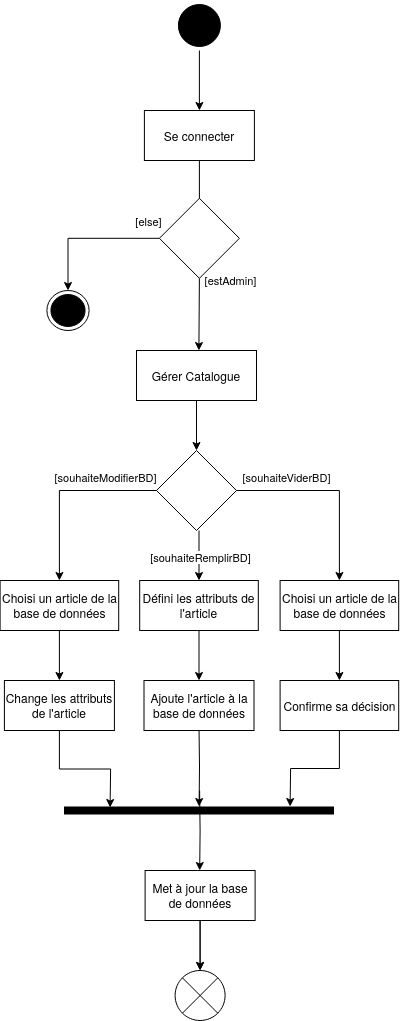 Se connecter
[else]
[estAdmin]
Gérer Catalogue
[souhaiteModifierBD]
[souhaiteViderBD]
[souhaiteRemplirBD]
Choisi un article de la
base de données
Défini les attributs de
l'article
Choisi un article de la
base de données
Change les attributs
de l'article
Ajoute l'article à la
base de données
Confirme sa décision
Met à jour la base
de données